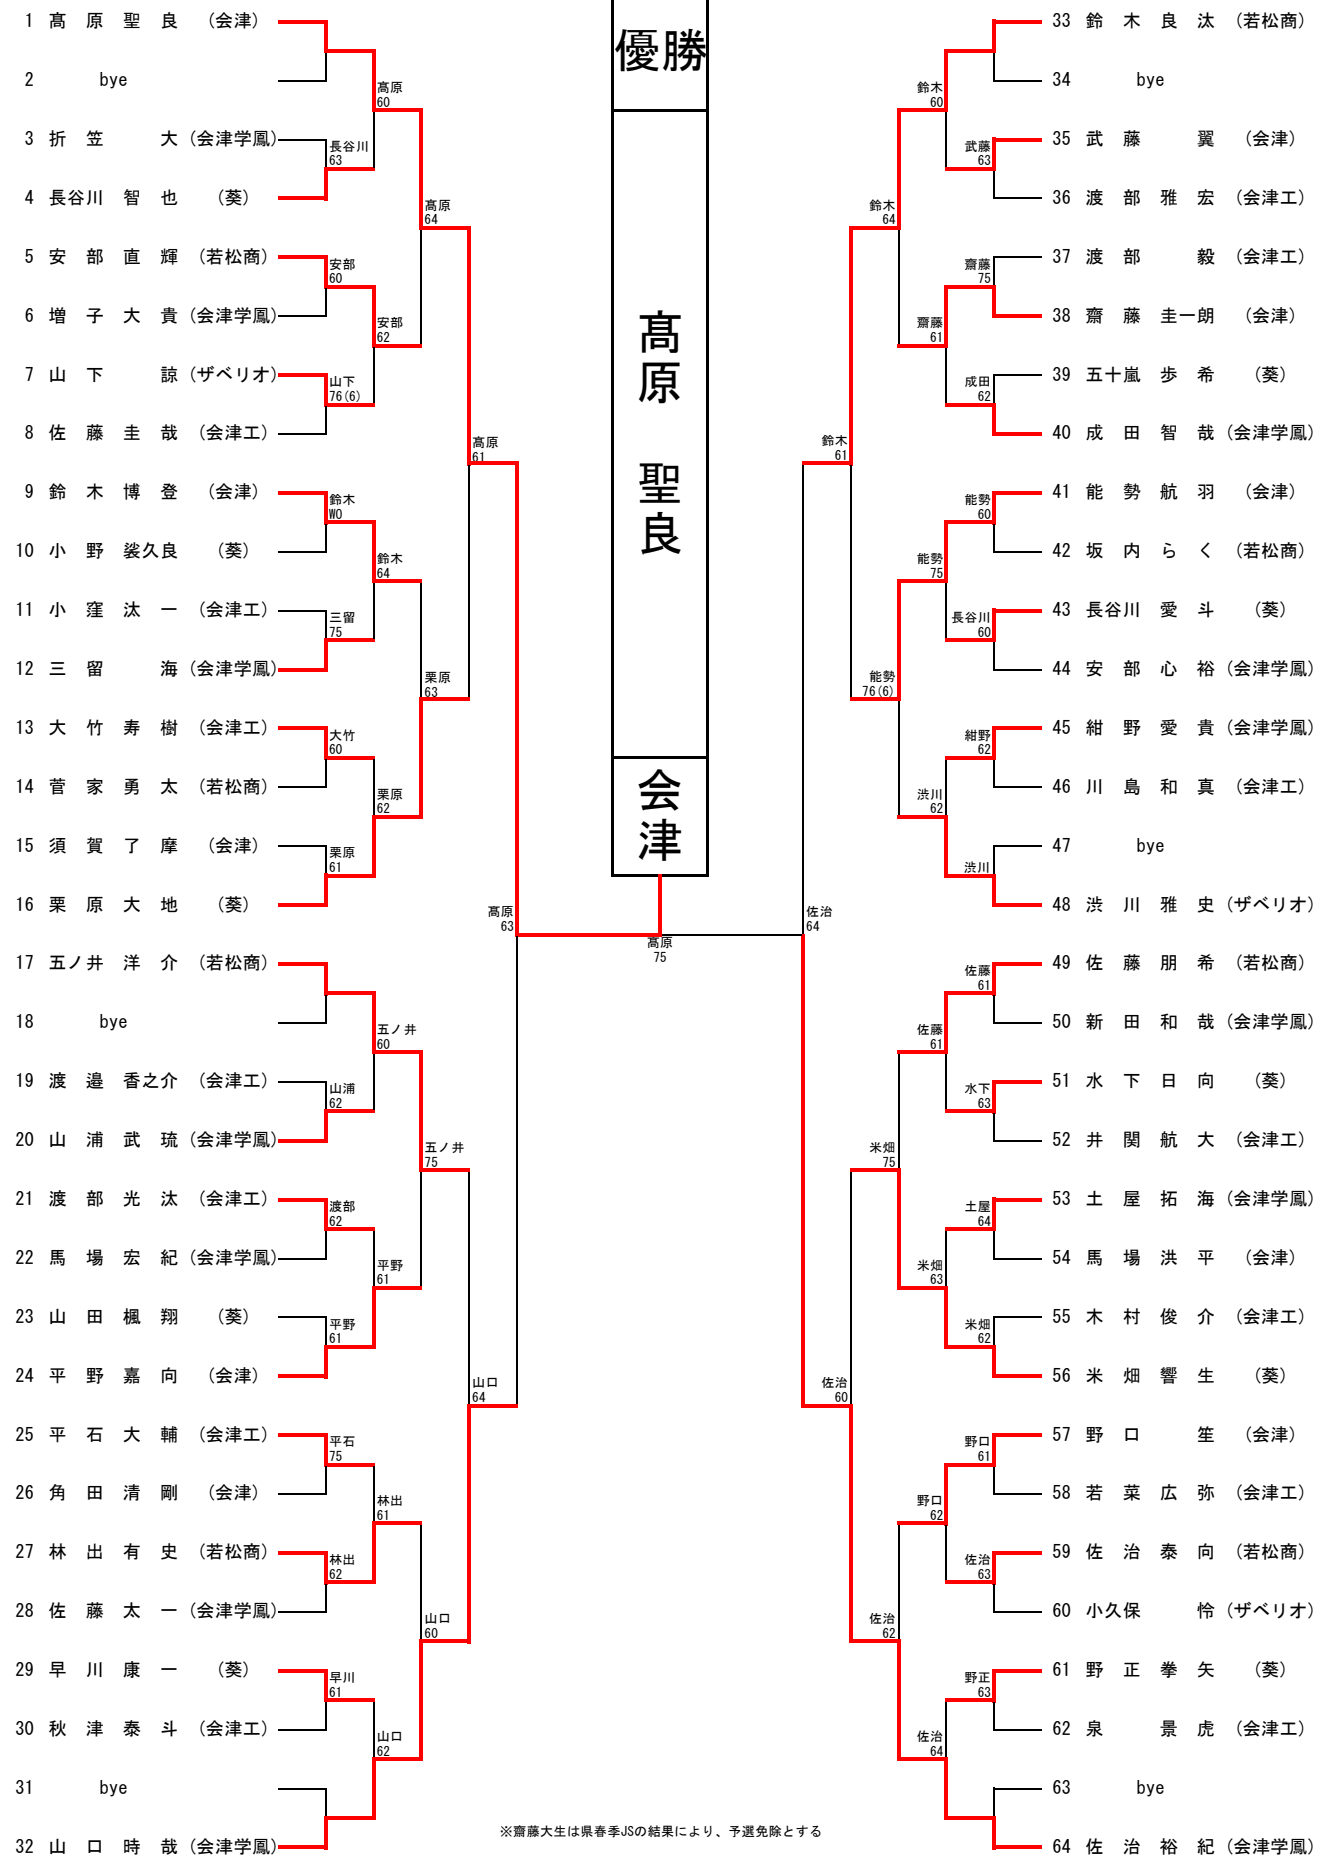 優勝
髙原 聖良
会津
1 髙原聖良 (会津)
2 bye
3 折笠 大 (会津学鳳)
4 長谷川智也 (葵)
5 安部直輝 (若松商)
6 増子大貴 (会津学鳳)
7 山下 諒 (ザベリオ)
8 佐藤圭哉 (会津工)
9 鈴木博登 (会津)
10 小野裟久良 (葵)
11 小窪汰一 (会津工)
12 三留 海 (会津学鳳)
13 大竹寿樹 (会津工)
14 菅家勇太 (若松商)
15 須賀了摩 (会津)
16 栗原大地 (葵)
17 五ノ井洋介 (若松商)
18 bye
19 渡邉香之介 (会津工)
20 山浦武琉 (会津学鳳)
21 渡部光汰 (会津工)
22 馬場宏紀 (会津学鳳)
23 山田楓翔 (葵)
24 平野嘉向 (会津)
25 平石大輔 (会津工)
26 角田清剛 (会津)
27 林出有史 (若松商)
28 佐藤太一 (会津学鳳)
29 早川康一 (葵)
30 秋津泰斗 (会津工)
31 bye
32 山口時哉 (会津学鳳)
長谷川
63
安部
60
山下
76(6)
鈴木
WO
三留
75
大竹
60
栗原
61
山浦
62
渡部
62
平野
61
平石
75
林出
62
早川
61
髙原
60
安部
62
鈴木
64
栗原
62
五ノ井
60
平野
61
林出
61
山口
62
髙原
64
栗原
63
五ノ井
75
山口
60
髙原
61
山口
64
髙原
63
髙原
75
佐治
64
鈴木
61
佐治
60
鈴木
64
能勢
76(6)
米畑
75
佐治
62
鈴木
60
齋藤
61
能勢
75
渋川
62
佐藤
61
米畑
63
野口
62
佐治
64
武藤
63
齋藤
75
成田
62
能勢
60
長谷川
60
紺野
62
渋川
佐藤
61
水下
63
土屋
64
米畑
62
野口
61
佐治
63
野正
63
33 鈴木良汰 (若松商)
34 bye
35 武藤 翼 (会津)
36 渡部雅宏 (会津工)
37 渡部 毅 (会津工)
38 齋藤圭一朗 (会津)
39 五十嵐歩希 (葵)
40 成田智哉 (会津学鳳)
41 能勢航羽 (会津)
42 坂内らく (若松商)
43 長谷川愛斗 (葵)
44 安部心裕 (会津学鳳)
45 紺野愛貴 (会津学鳳)
46 川島和真 (会津工)
47 bye
48 渋川雅史 (ザベリオ)
49 佐藤朋希 (若松商)
50 新田和哉 (会津学鳳)
51 水下日向 (葵)
52 井関航大 (会津工)
53 土屋拓海 (会津学鳳)
54 馬場洪平 (会津)
55 木村俊介 (会津工)
56 米畑響生 (葵)
57 野口 笙 (会津)
58 若菜広弥 (会津工)
59 佐治泰向 (若松商)
60 小久保 怜 (ザベリオ)
61 野正拳矢 (葵)
62 泉 景虎 (会津工)
63 bye
64 佐治裕紀 (会津学鳳)
※齋藤大生は県春季JSの結果により、予選免除とする